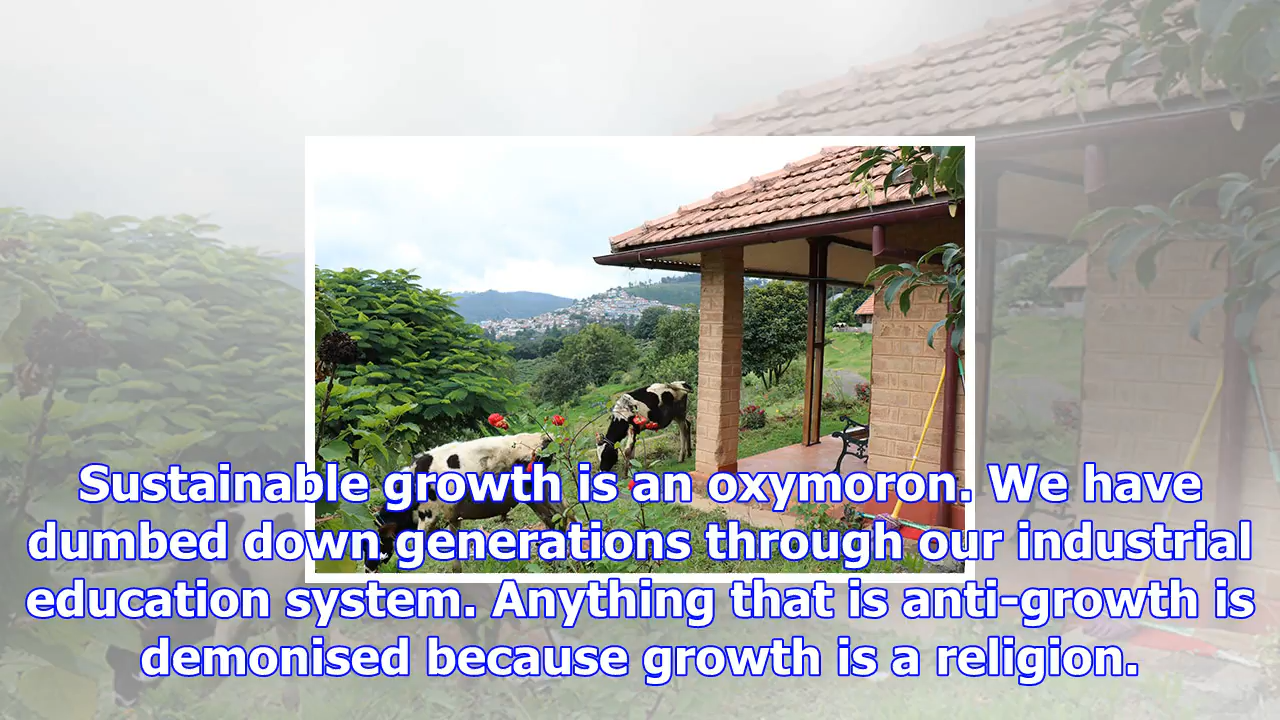 Sustainable growth is an oxymoron. We have
dumbed down generations through our industrial
education system. Anything that is anti-growth is
demonised because growth is a religion.